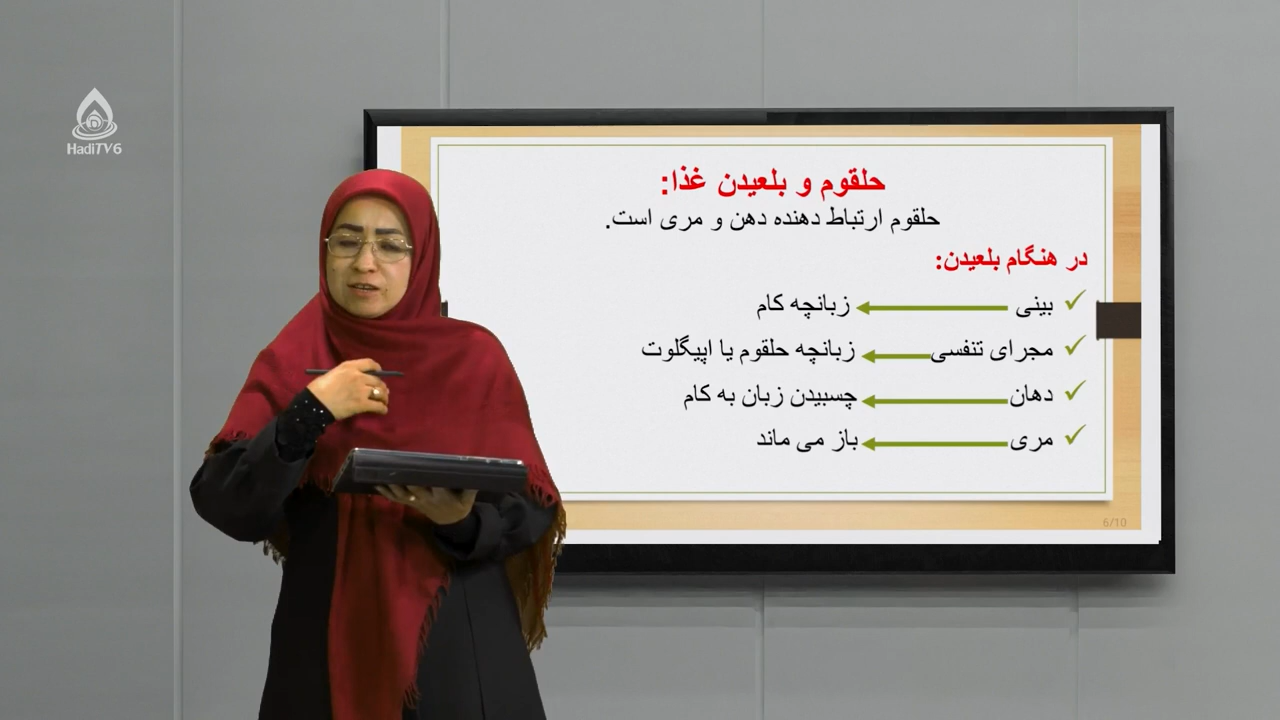 HadiTV6
حلقوم و بلعیدن غذا:
حلقوم ارتباط دهنده دهن و مری است.
در هنگام بلعیدن:
✓ بینی ← زبانچه کام
✓ مجرای تنفسی ← زبانچه حلقوم یا اپیگلوت
✓ دهان ← چسبیدن زبان به کام
✓ مری ← باز می ماند
6/10